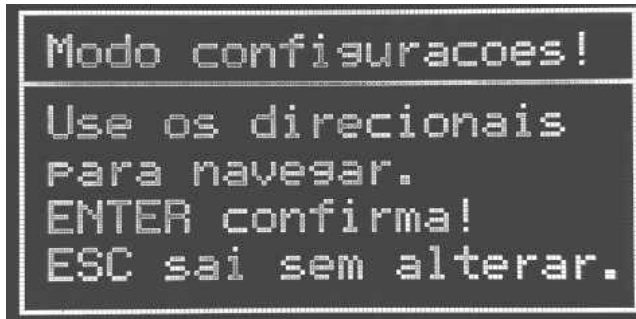 Modo configuracoes!
Use os direcionais
para navegar.
ENTER confirma!
ESC sai sem alterar.